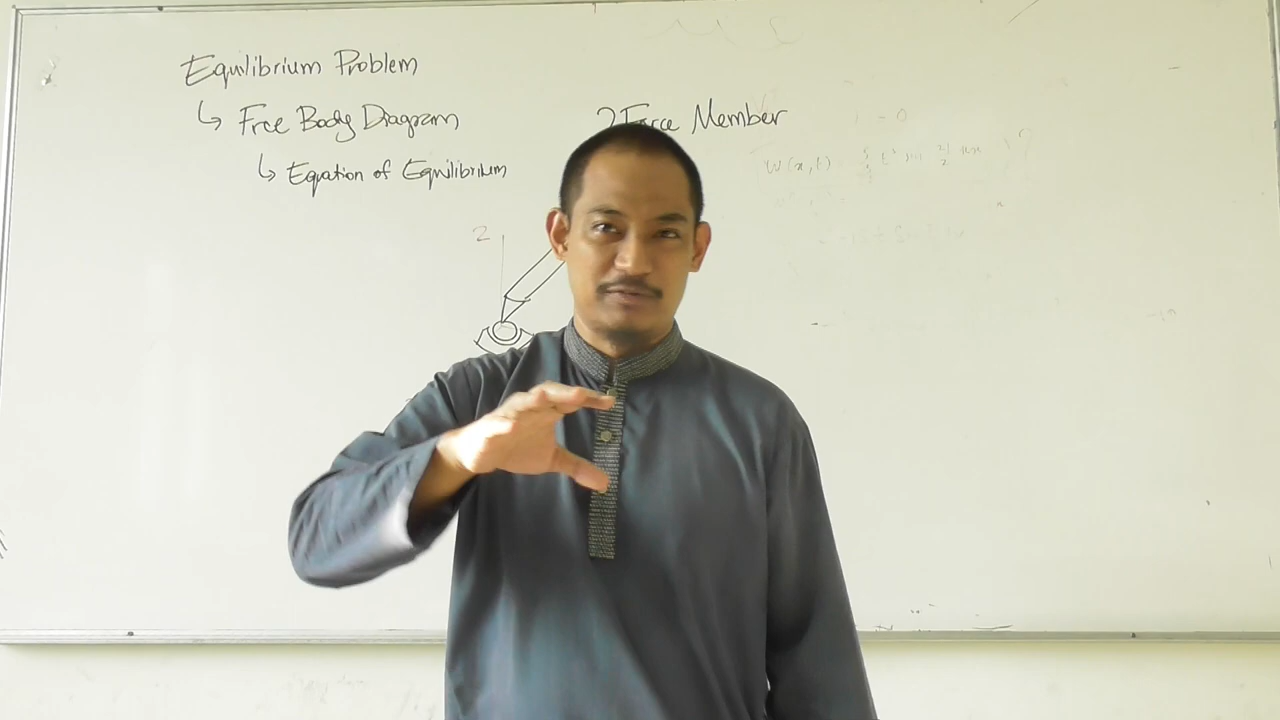 Equilibrium Problem
↳ Free Body Diagram
↳ Equation of Equilibrium
2 Force Member
2
W(x,t)